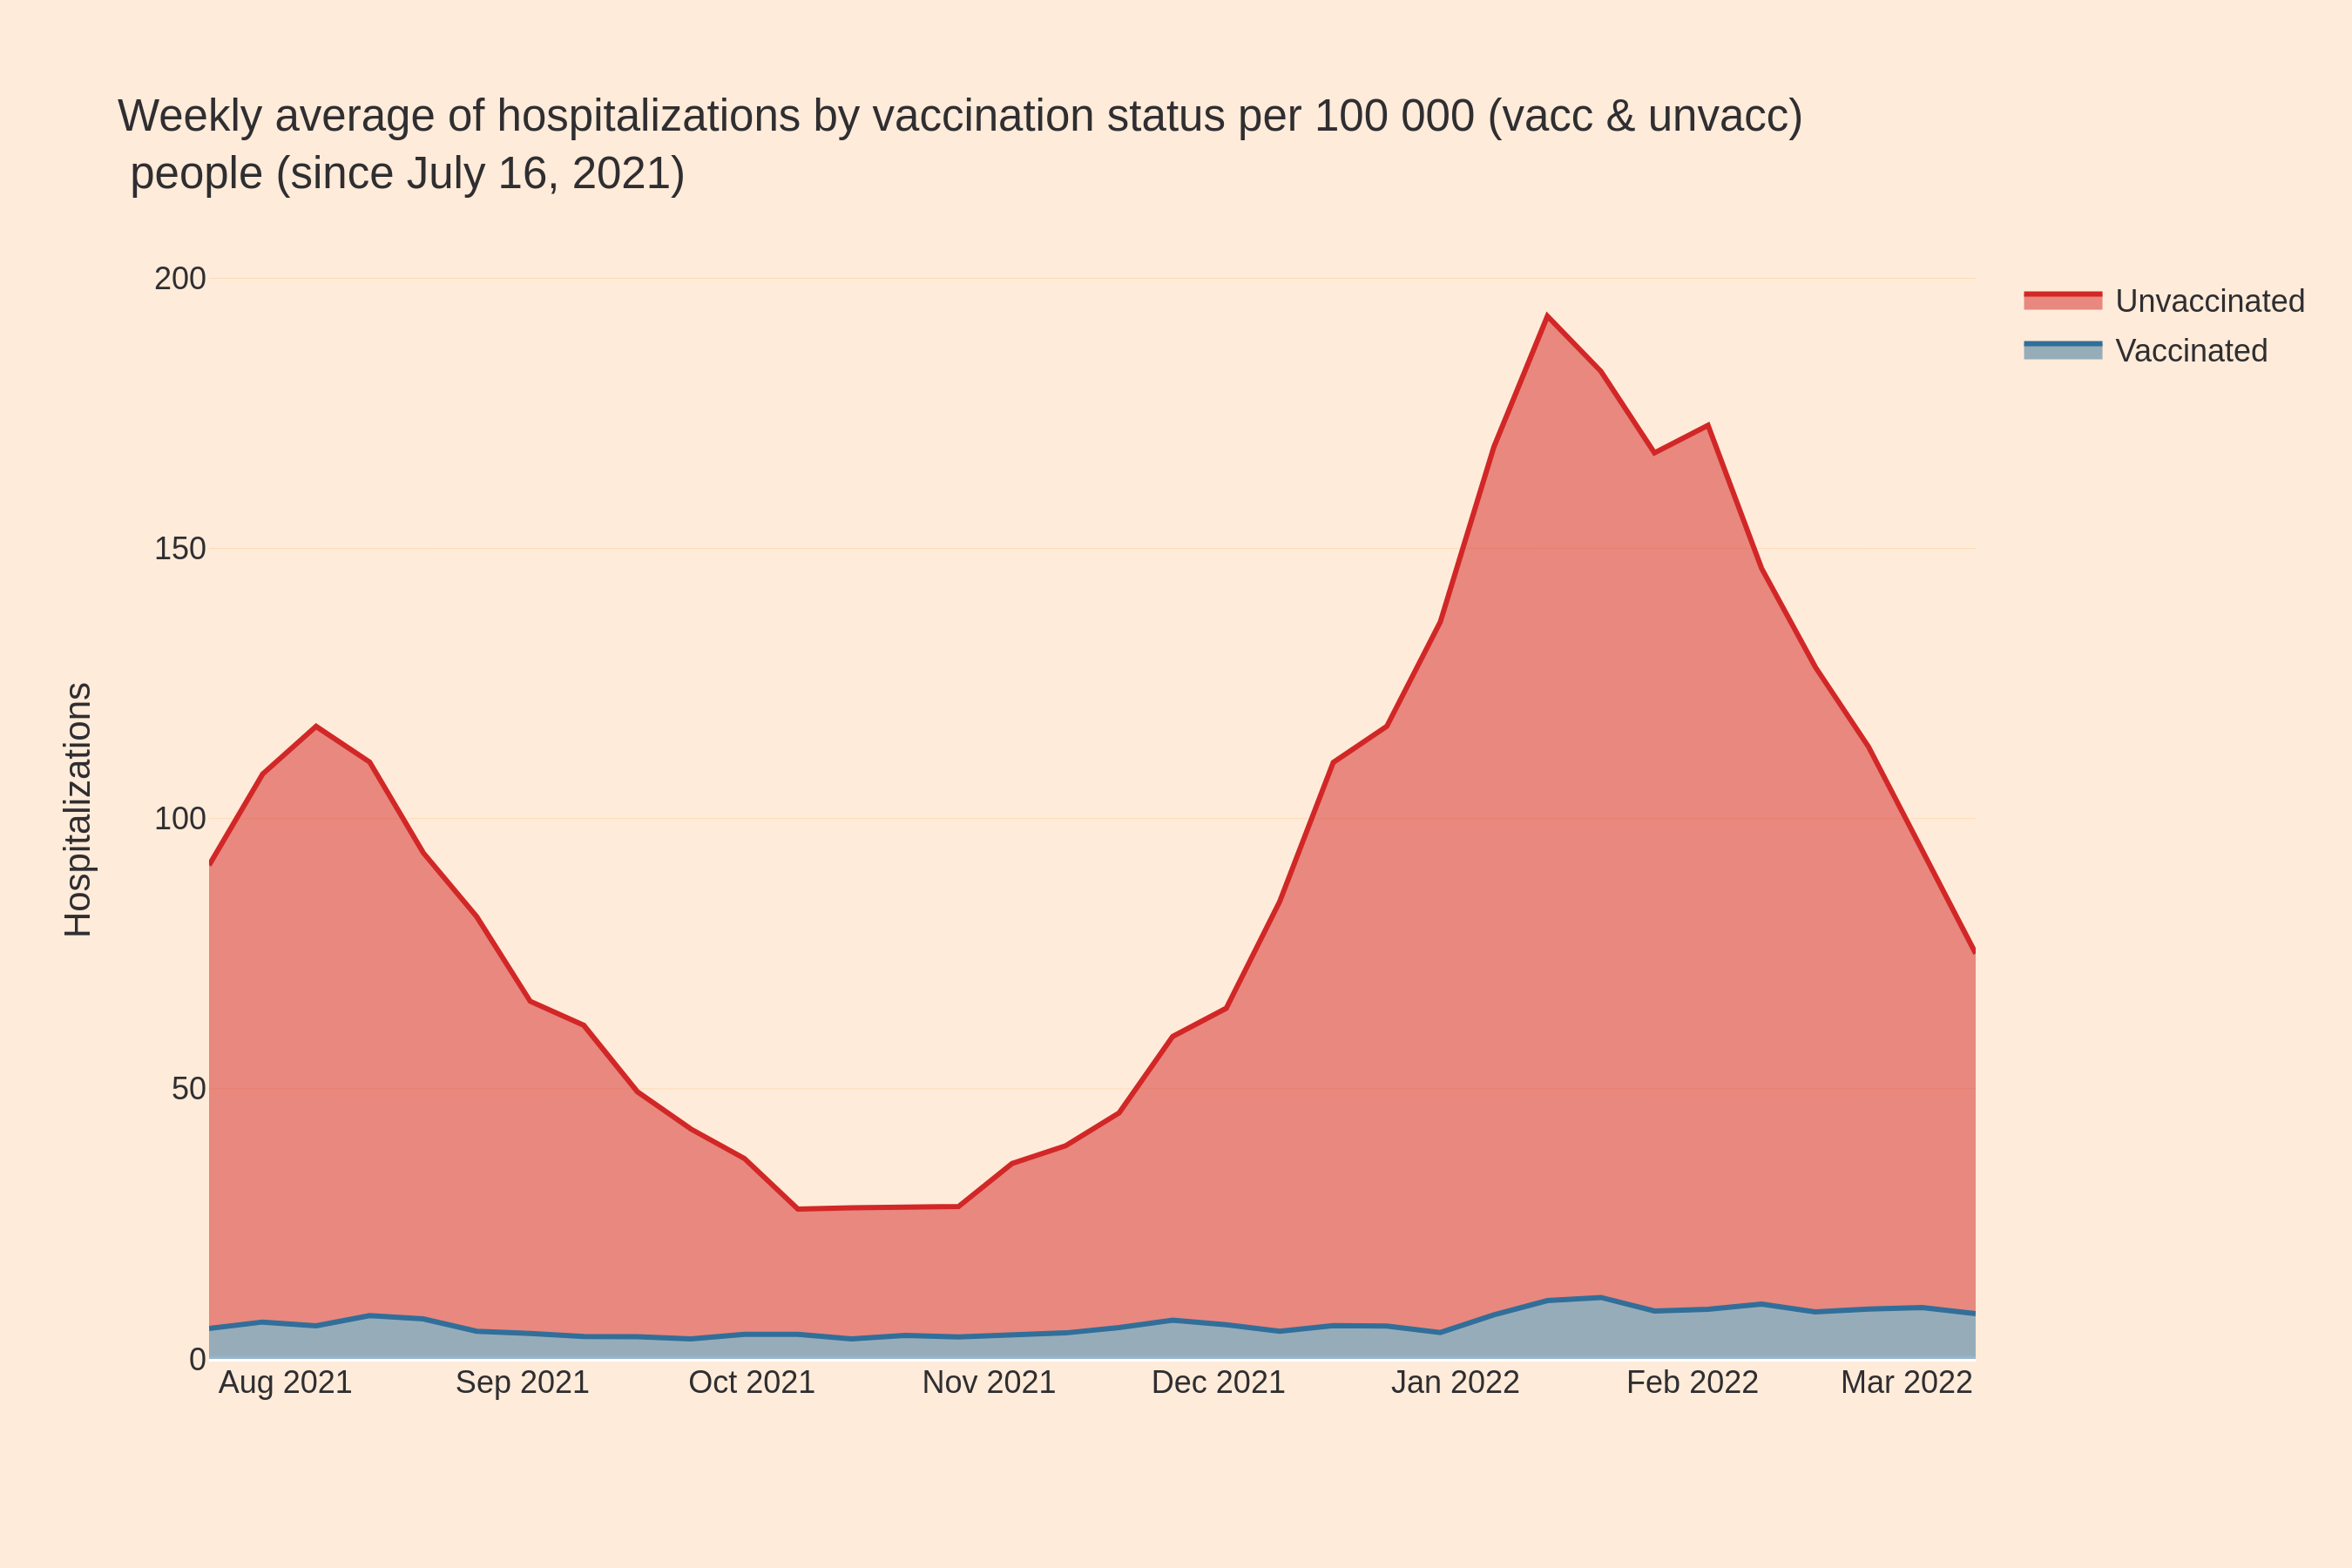 Weekly average of hospitalizations by vaccination status per 100 000 (vacc & unvacc)
people (since July 16, 2021)
200
150
100
50
0
Hospitalizations
Aug 2021
Sep 2021
Oct 2021
Nov 2021
Dec 2021
Jan 2022
Feb 2022
Mar 2022
Unvaccinated
Vaccinated